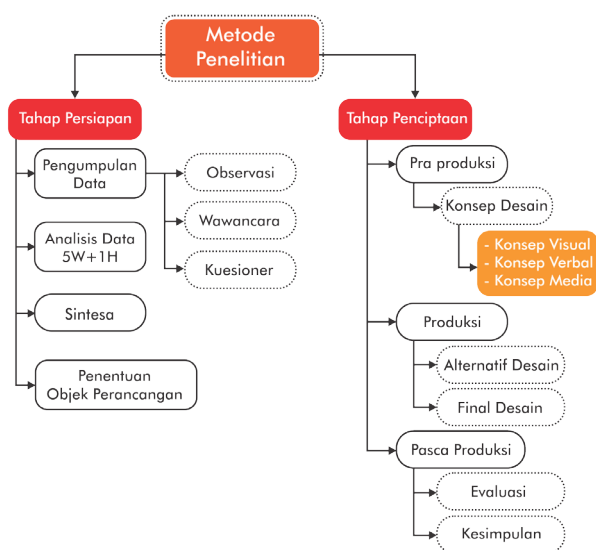 Metode
Penelitian
Tahap Persiapan
Pengumpulan
Data
Observasi
Wawancara
Kuesioner
Analisis Data
5W+1H
Sintesa
Penentuan
Objek Perancangan
Tahap Penciptaan
Pra produksi
Konsep Desain
- Konsep Visual
- Konsep Verbal
- Konsep Media
Produksi
Alternatif Desain
Final Desain
Pasca Produksi
Evaluasi
Kesimpulan